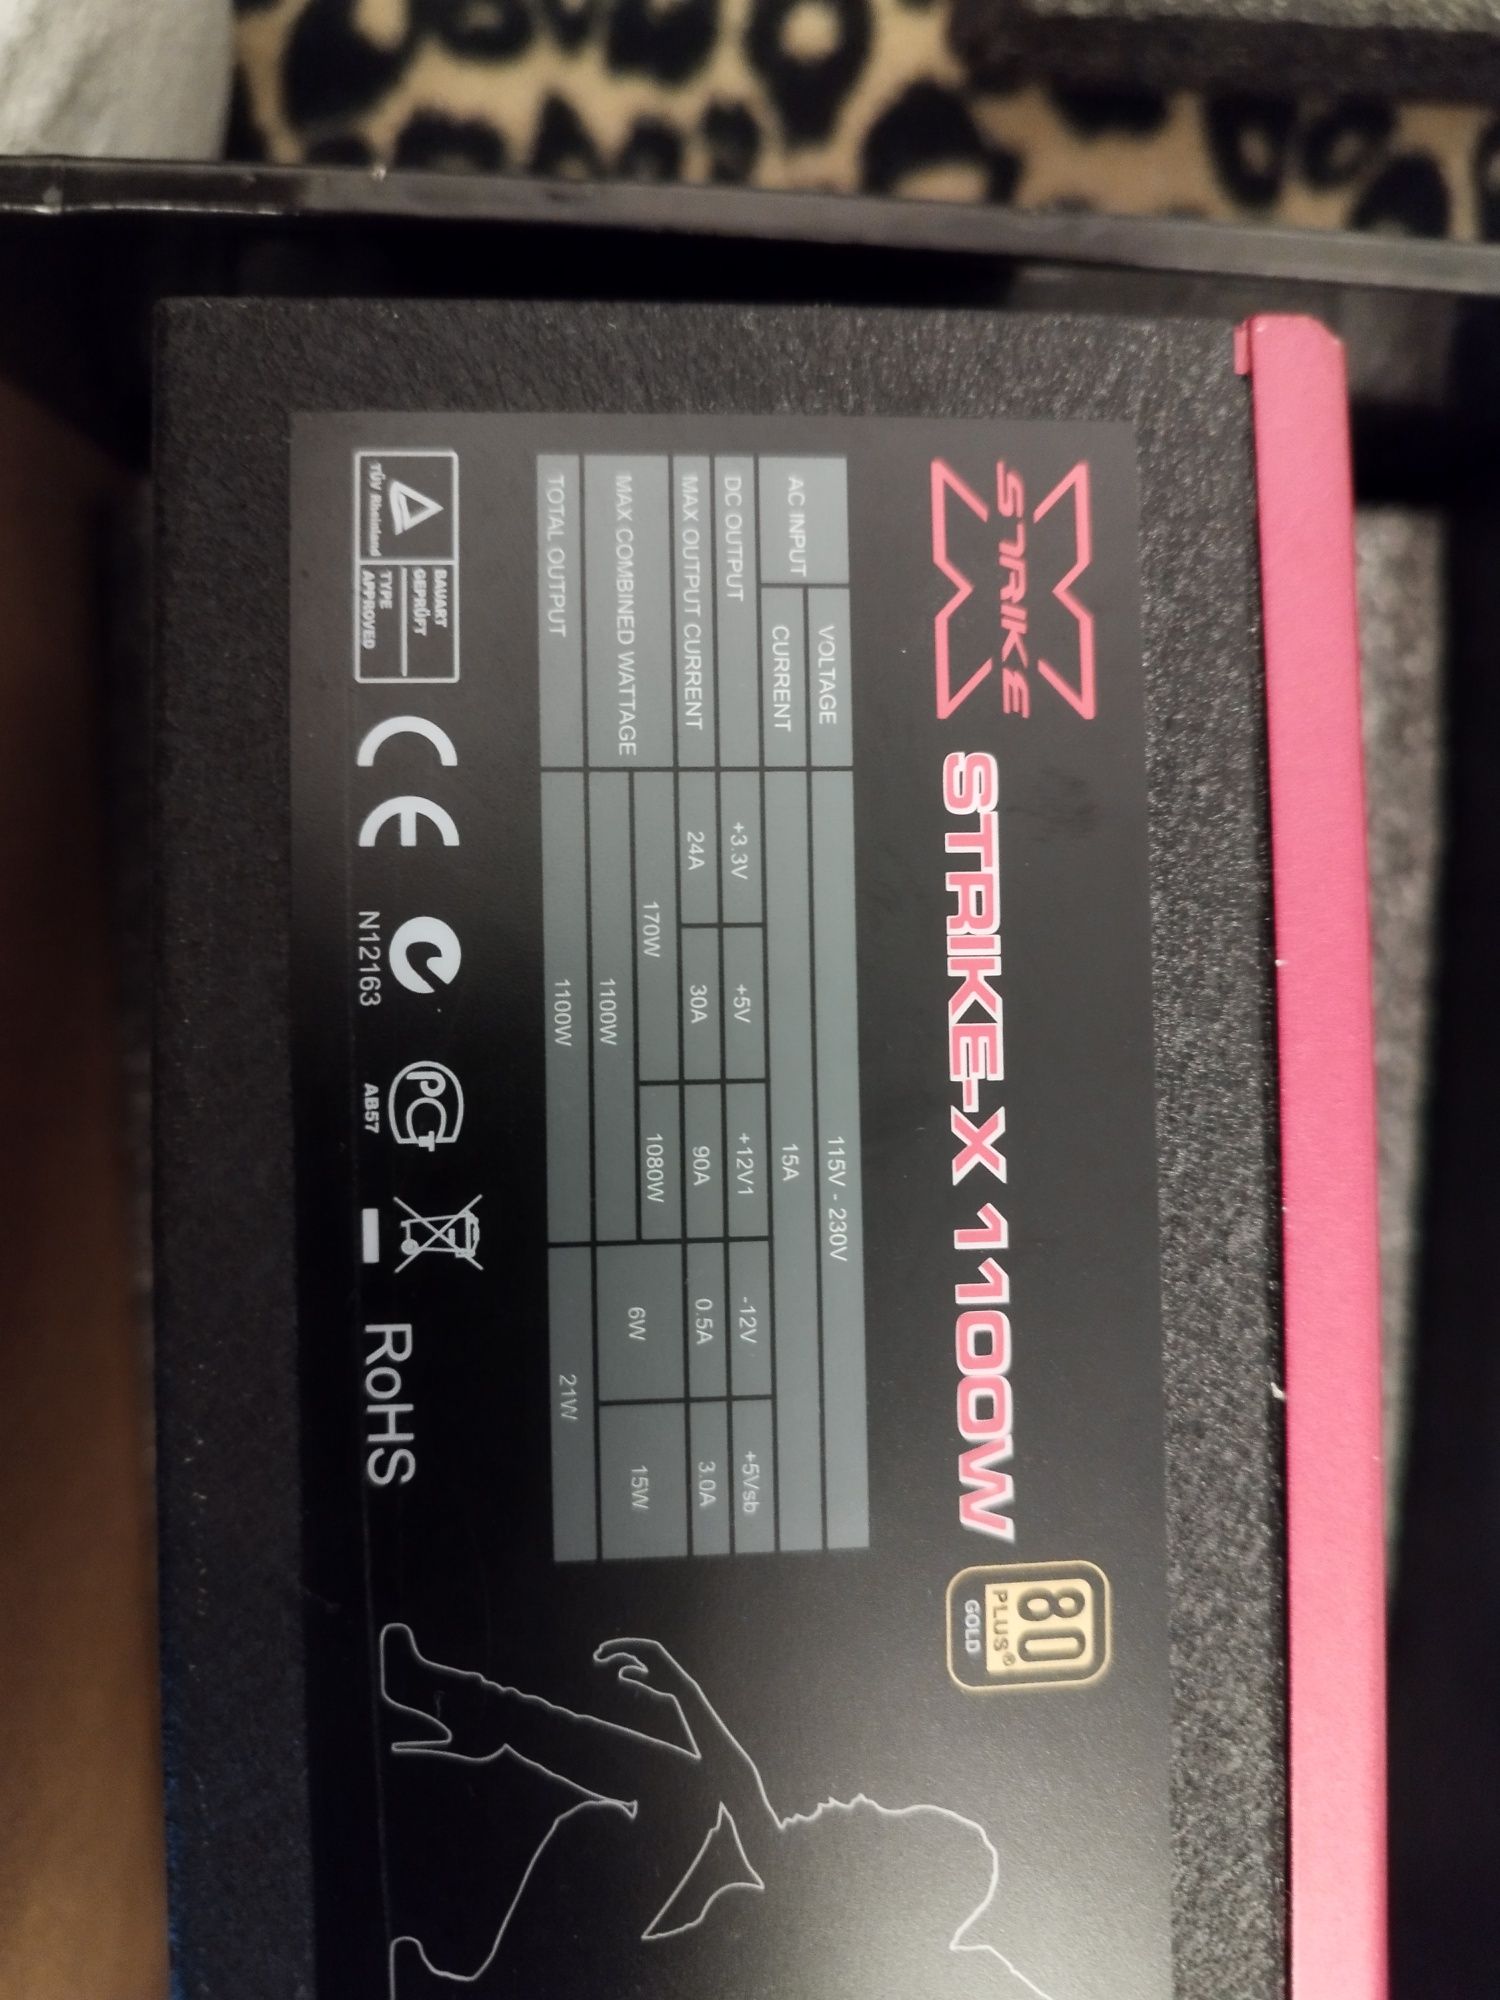 STRIKE
STRIKE-X 1100W
80
PLUS®
GOLD
AC INPUT VOLTAGE 115V - 230V
CURRENT 15A
DC OUTPUT +3.3V +5V +12V1 -12V +5Vsb
MAX OUTPUT CURRENT 24A 30A 90A 0.5A 3.0A
MAX COMBINED WATTAGE 170W 1080W 6W 15W
1100W
TOTAL OUTPUT 1100W 21W
TÜV Rheinland
BAUART
GEPRÜFT
TYPE
APPROVED
CE
N12163
PCT
AB57
RoHS